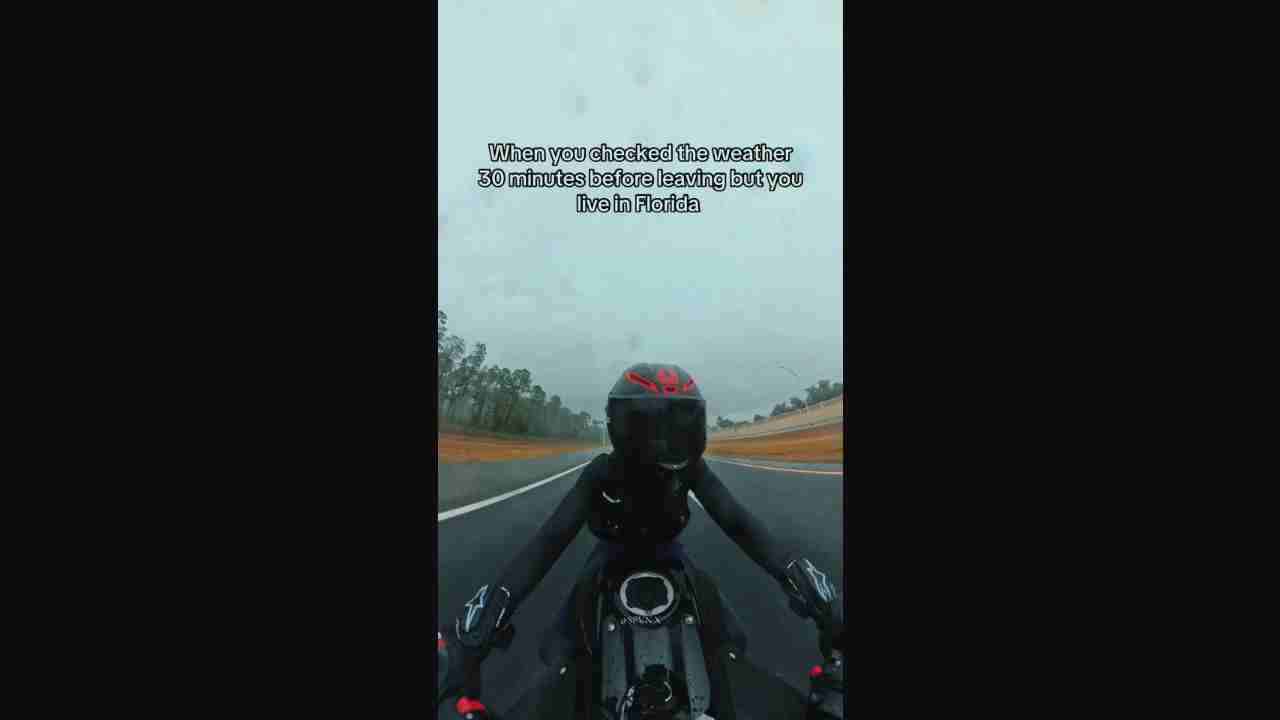 When you checked the weather
30 minutes before leaving but you
live in Florida